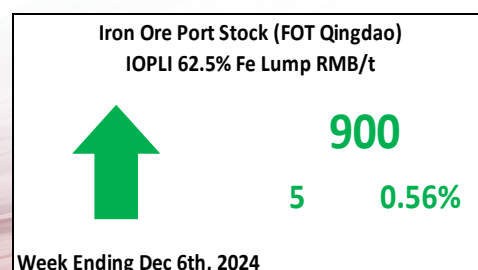 Iron Ore Port Stock (FOT Qingdao)
IOPLI 62.5% Fe Lump RMB/t
900
5 0.56%
Week Ending Dec 6th, 2024